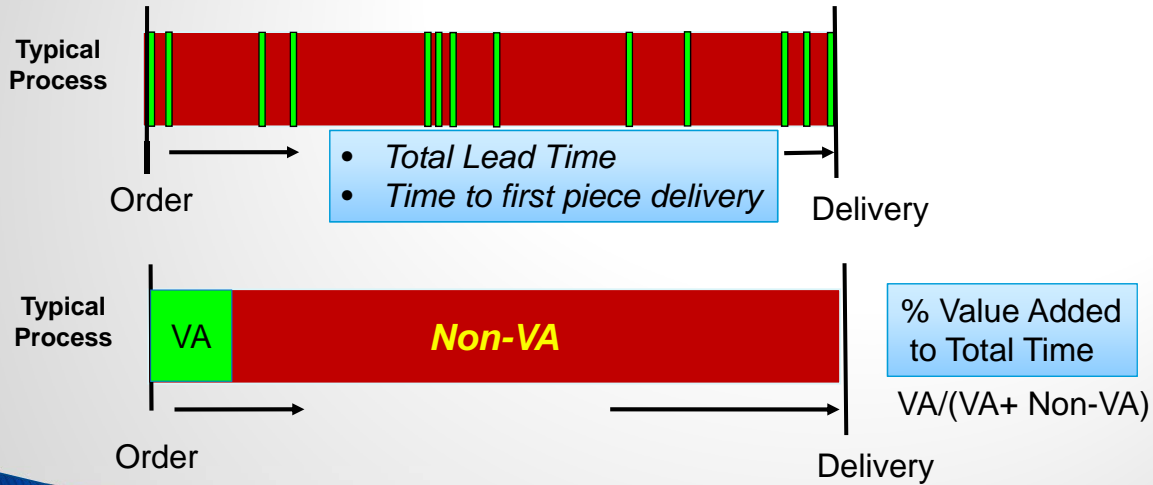 Typical
Process
• Total Lead Time
• Time to first piece delivery
Order
Delivery
Typical
Process
VA
Non-VA
% Value Added
to Total Time
VA/(VA+ Non-VA)
Order
Delivery